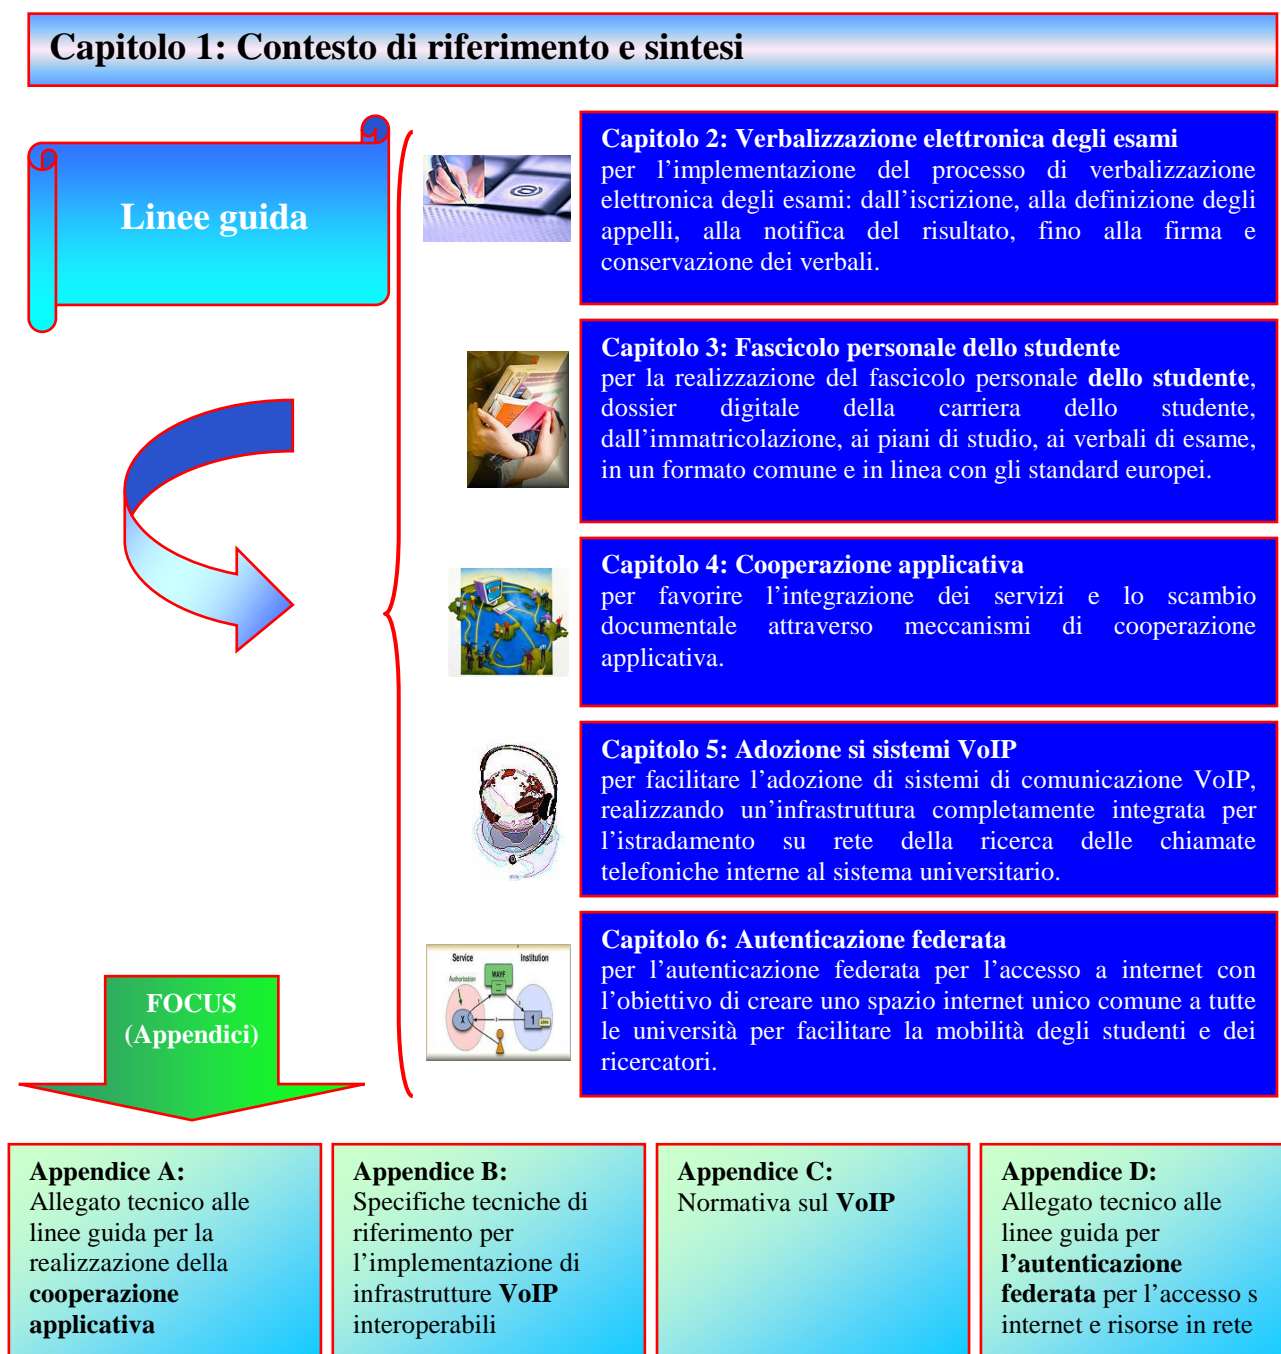 Capitolo 1: Contesto di riferimento e sintesi
Linee guida
Capitolo 2: Verbalizzazione elettronica degli esami
per l’implementazione del processo di verbalizzazione
elettronica degli esami: dall’iscrizione, alla definizione degli
appelli, alla notifica del risultato, fino alla firma e
conservazione dei verbali.
Capitolo 3: Fascicolo personale dello studente
per la realizzazione del fascicolo personale dello studente,
dossier digitale della carriera dello studente,
dall’immatricolazione, ai piani di studio, ai verbali di esame,
in un formato comune e in linea con gli standard europei.
Capitolo 4: Cooperazione applicativa
per favorire l’integrazione dei servizi e lo scambio
documentale attraverso meccanismi di cooperazione
applicativa.
Capitolo 5: Adozione si sistemi VoIP
per facilitare l’adozione di sistemi di comunicazione VoIP,
realizzando un’infrastruttura completamente integrata per
l’istradamento su rete della ricerca delle chiamate
telefoniche interne al sistema universitario.
Service
Institution
WAYF
Authorisation
X
1
Capitolo 6: Autenticazione federata
per l’autenticazione federata per l’accesso a internet con
l’obiettivo di creare uno spazio internet unico comune a tutte
le università per facilitare la mobilità degli studenti e dei
ricercatori.
FOCUS
(Appendici)
Appendice A:
Allegato tecnico alle
linee guida per la
realizzazione della
cooperazione
applicativa
Appendice B:
Specifiche tecniche di
riferimento per
l’implementazione di
infrastrutture VoIP
interoperabili
Appendice C:
Normativa sul VoIP
Appendice D:
Allegato tecnico alle
linee guida per
l’autenticazione
federata per l’accesso s
internet e risorse in rete